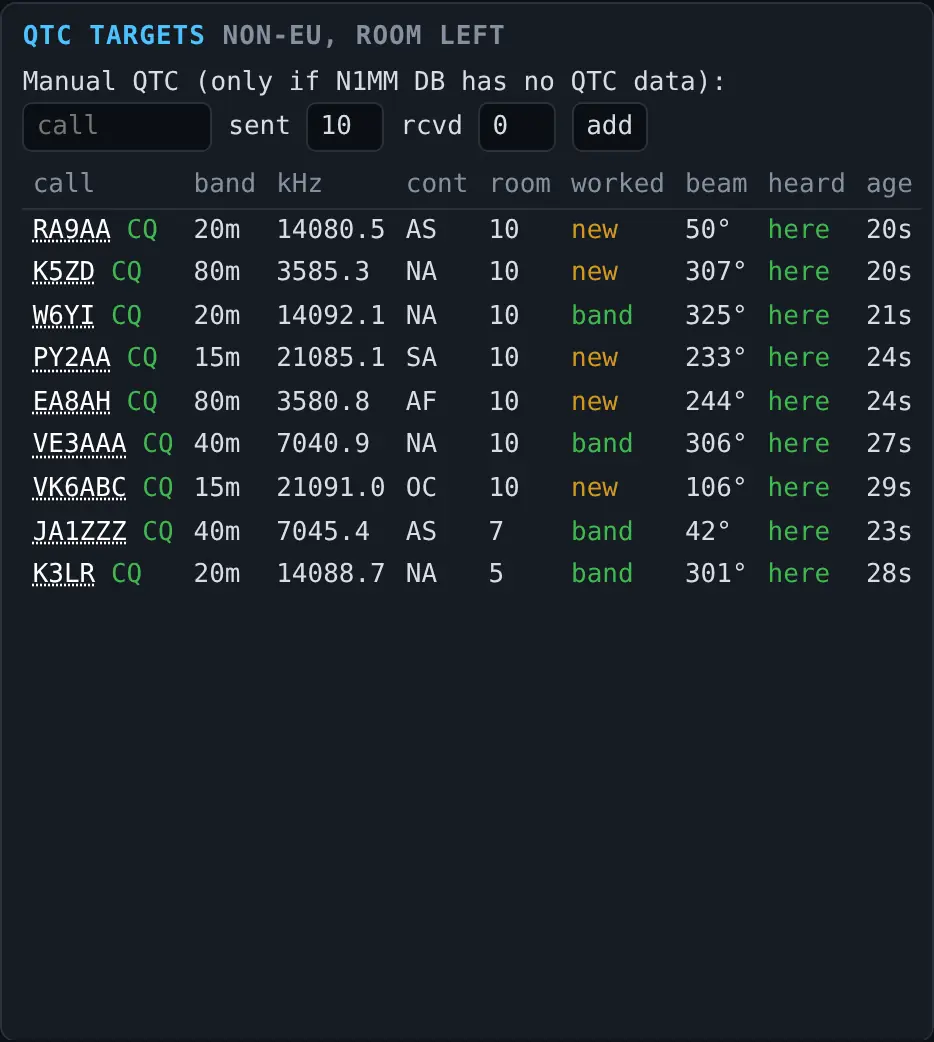 QTC TARGETS NON-EU, ROOM LEFT
Manual QTC (only if N1MM DB has no QTC data):
call sent 10 rcvd 0 add
call band kHz cont room worked beam heard age
RA9AA CQ 20m 14080.5 AS 10 new 50° here 20s
K5ZD CQ 80m 3585.3 NA 10 new 307° here 20s
W6YI CQ 20m 14092.1 NA 10 band 325° here 21s
PY2AA CQ 15m 21085.1 SA 10 new 233° here 24s
EA8AH CQ 80m 3580.8 AF 10 new 244° here 24s
VE3AAA CQ 40m 7040.9 NA 10 band 306° here 27s
VK6ABC CQ 15m 21091.0 OC 10 new 106° here 29s
JA1ZZZ CQ 40m 7045.4 AS 7 band 42° here 23s
K3LR CQ 20m 14088.7 NA 5 band 301° here 28s